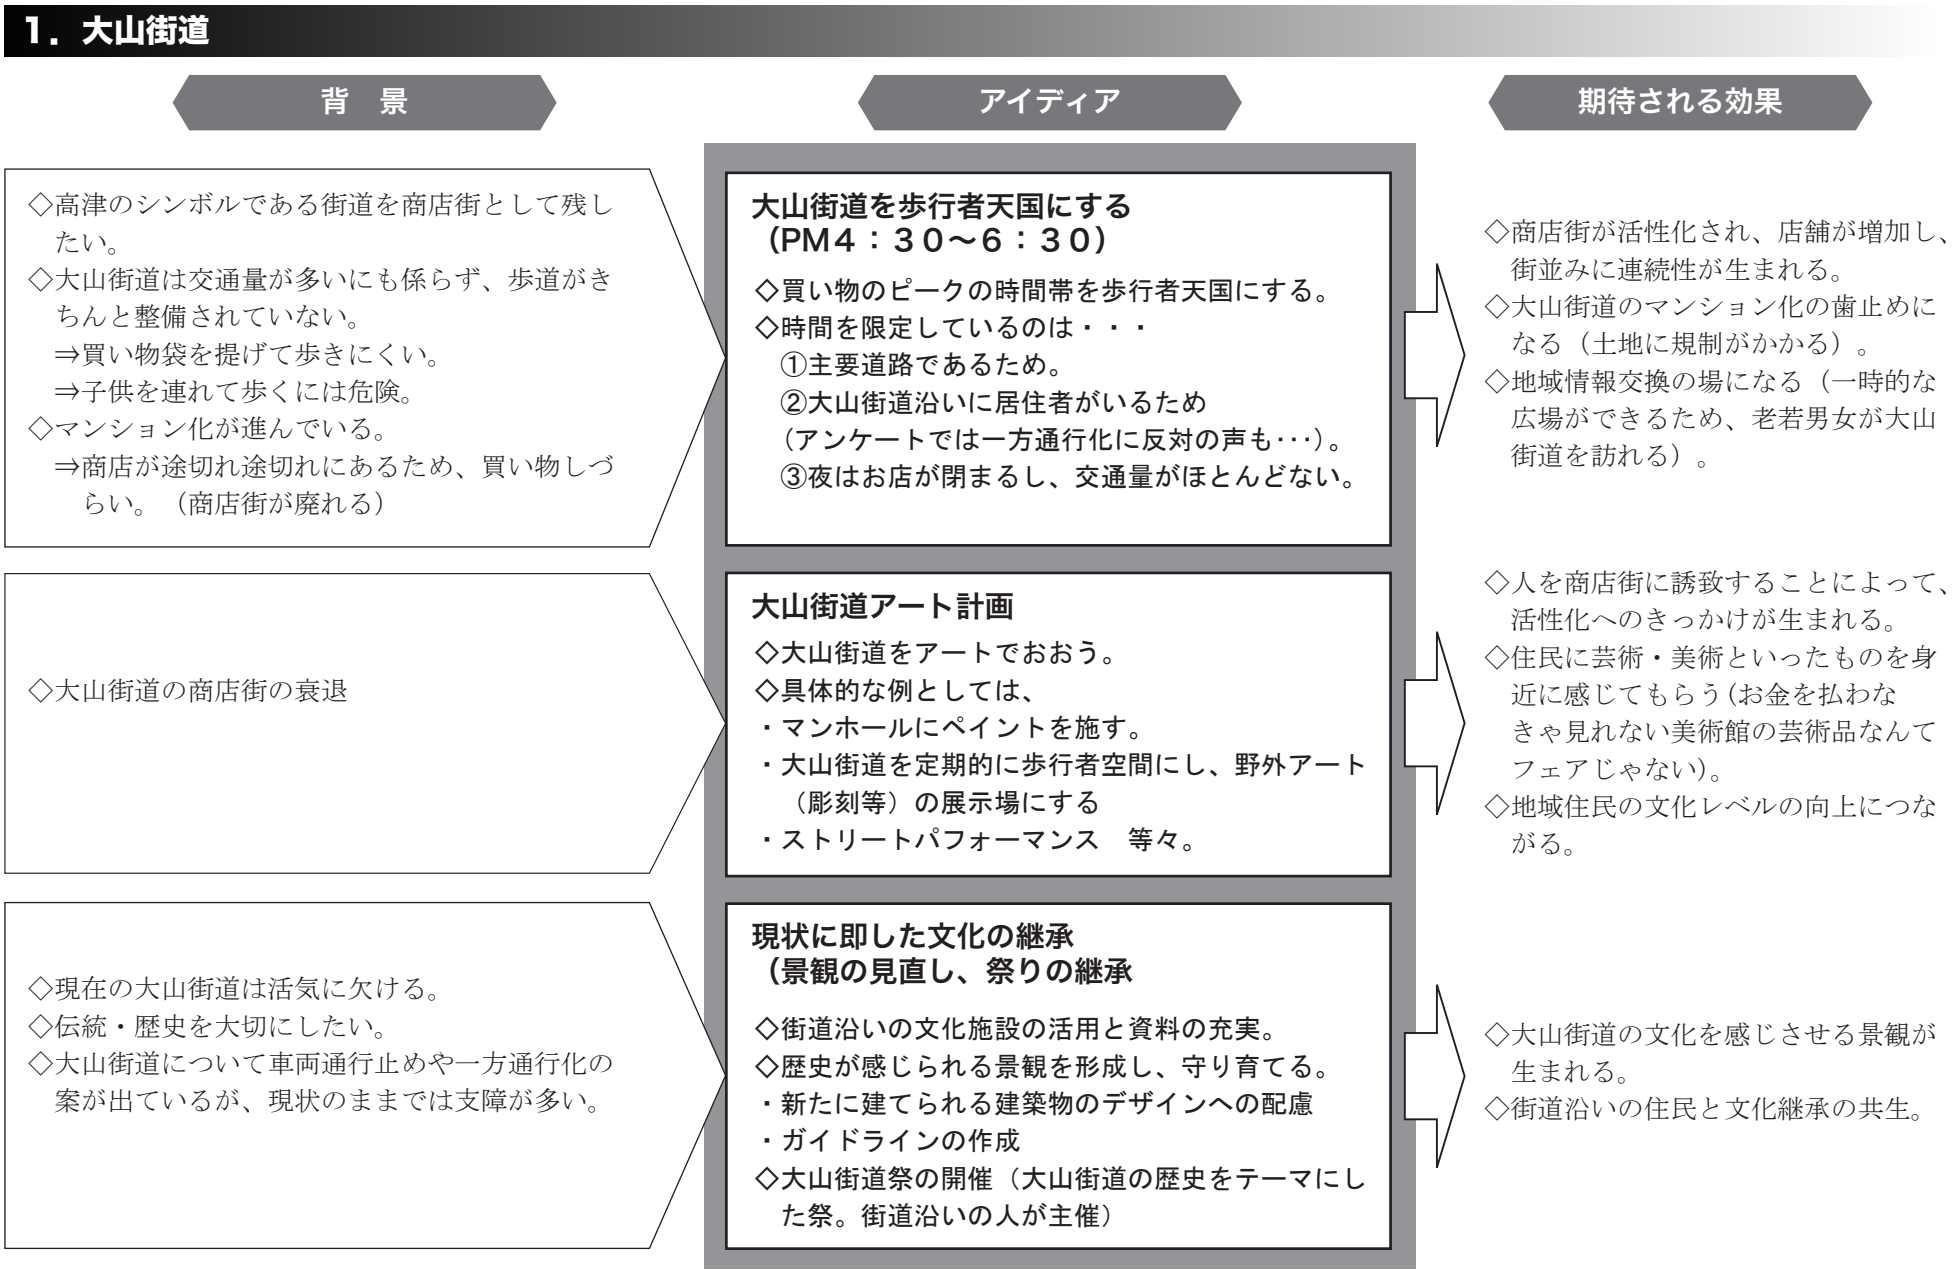 1．大山街道
背　景
アイディア
期待される効果
◇高津のシンボルである街道を商店街として残し
たい。
◇大山街道は交通量が多いにも係らず、歩道がき
ちんと整備されていない。
⇒買い物袋を提げて歩きにくい。
⇒子供を連れて歩くには危険。
◇マンション化が進んでいる。
⇒商店が途切れ途切れにあるため、買い物しづ
らい。（商店街が廃れる）
大山街道を歩行者天国にする
（PM４：３０～６：３０）
◇買い物のピークの時間帯を歩行者天国にする。
◇時間を限定しているのは・・・
①主要道路であるため。
②大山街道沿いに居住者がいるため
（アンケートでは一方通行化に反対の声も･･･）。
③夜はお店が閉まるし、交通量がほとんどない。
◇商店街が活性化され、店舗が増加し、
街並みに連続性が生まれる。
◇大山街道のマンション化の歯止めに
なる（土地に規制がかかる）。
◇地域情報交換の場になる（一時的な
広場ができるため、老若男女が大山
街道を訪れる）。
◇大山街道の商店街の衰退
大山街道アート計画
◇大山街道をアートでおおう。
◇具体的な例としては、
・マンホールにペイントを施す。
・大山街道を定期的に歩行者空間にし、野外アート
（彫刻等）の展示場にする
・ストリートパフォーマンス　等々。
◇人を商店街に誘致することによって、
活性化へのきっかけが生まれる。
◇住民に芸術・美術といったものを身
近に感じてもらう(お金を払わな
きゃ見れない美術館の芸術品なんて
フェアじゃない)。
◇地域住民の文化レベルの向上につな
がる。
◇現在の大山街道は活気に欠ける。
◇伝統・歴史を大切にしたい。
◇大山街道について車両通行止めや一方通行化の
案が出ているが、現状のままでは支障が多い。
現状に即した文化の継承
（景観の見直し、祭りの継承
◇街道沿いの文化施設の活用と資料の充実。
◇歴史が感じられる景観を形成し、守り育てる。
・新たに建てられる建築物のデザインへの配慮
・ガイドラインの作成
◇大山街道祭の開催（大山街道の歴史をテーマにし
た祭。街道沿いの人が主催）
◇大山街道の文化を感じさせる景観が
生まれる。
◇街道沿いの住民と文化継承の共生。